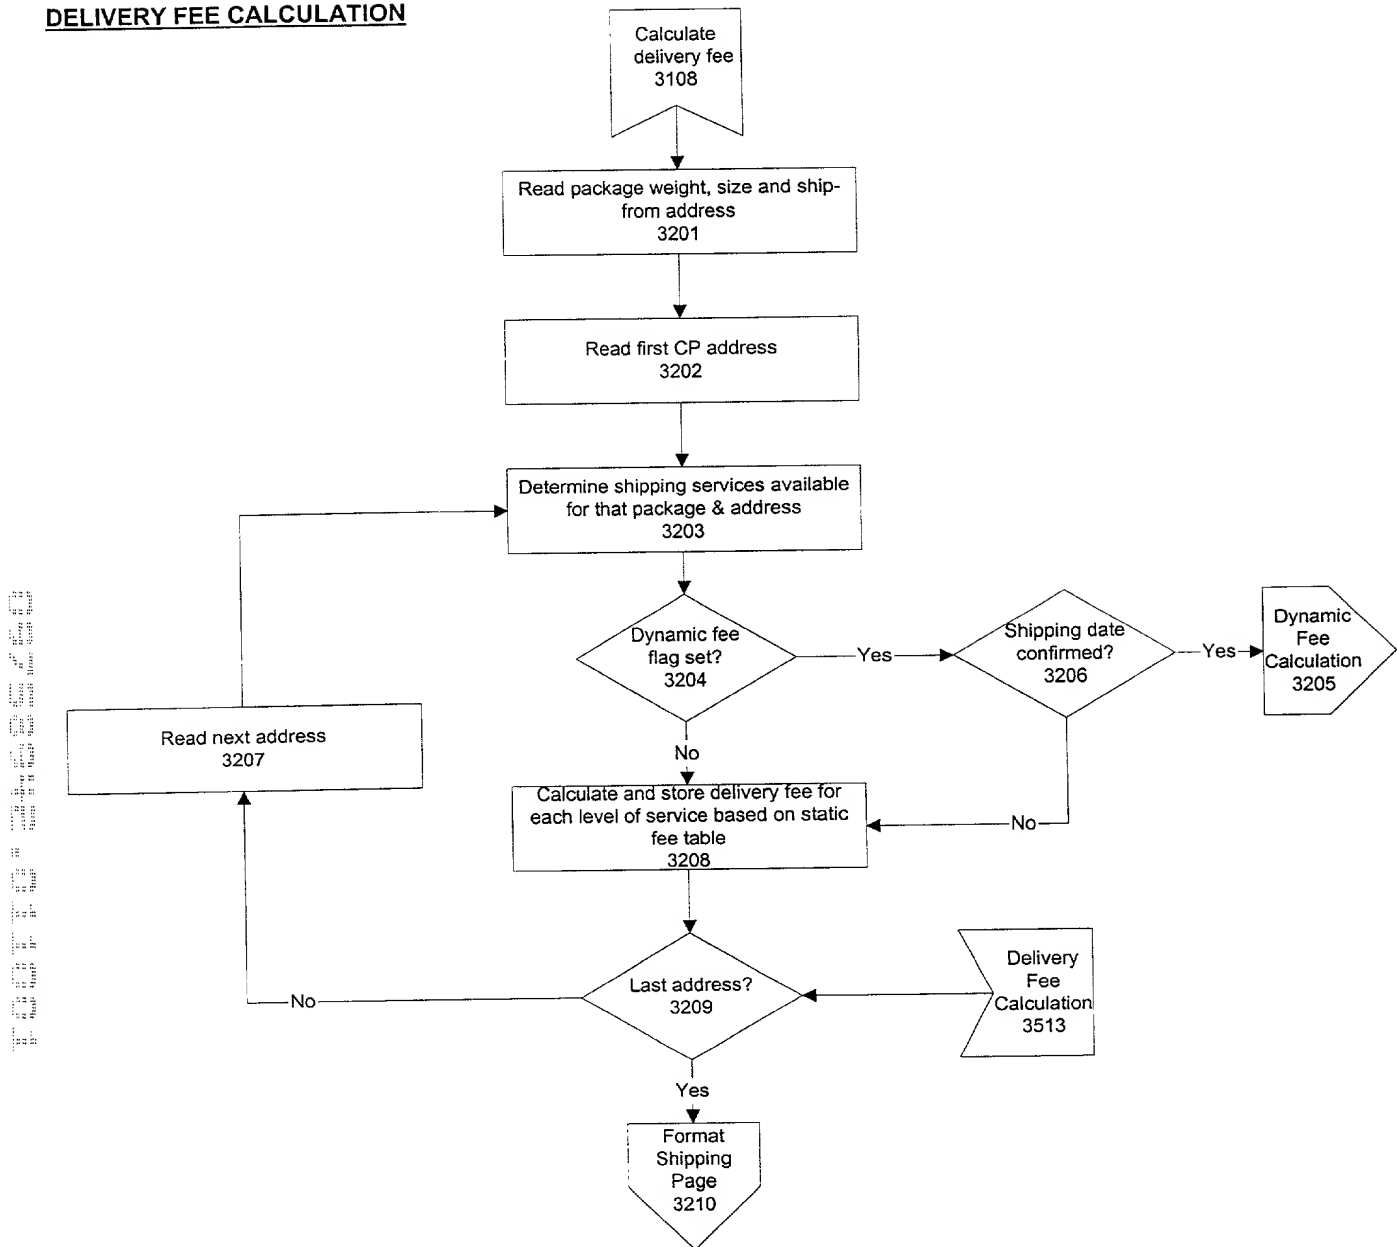 DELIVERY FEE CALCULATION
Calculate
delivery fee
3108
Read package weight, size and ship-
from address
3201
Read first CP address
3202
Determine shipping services available
for that package & address
3203
Dynamic fee
flag set?
3204
Yes
Shipping date
confirmed?
3206
Yes
Dynamic
Fee
Calculation
3205
Read next address
3207
No
Calculate and store delivery fee for
each level of service based on static
fee table
3208
No
Last address?
3209
No
Delivery
Fee
Calculation
3513
Yes
Format
Shipping
Page
3210